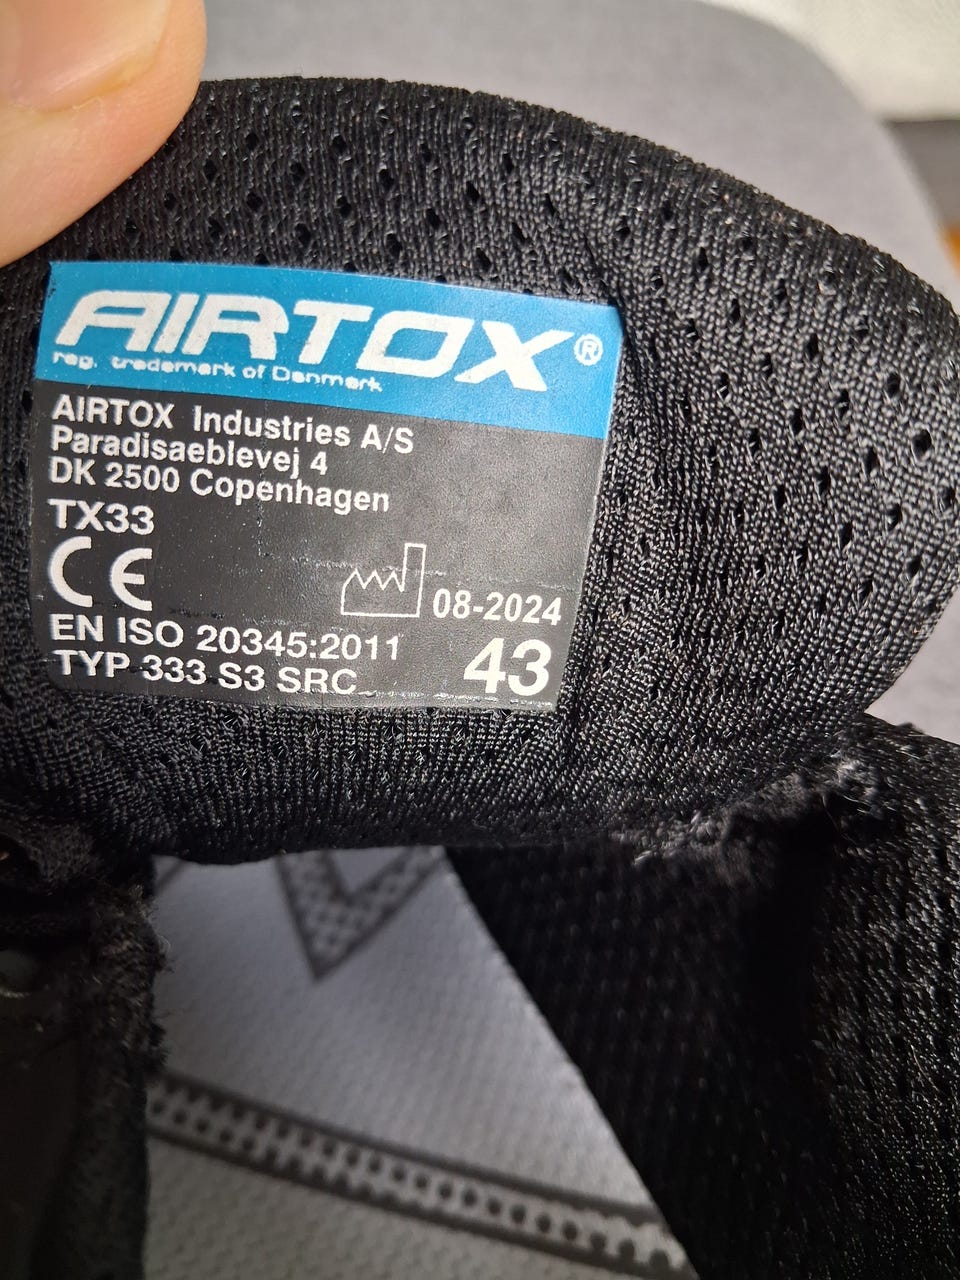 AIRTOX®
reg. trademark of Denmark
AIRTOX Industries A/S
Paradisaeblevej 4
DK 2500 Copenhagen
TX33
CE
08-2024
EN ISO 20345:2011
TYP 333 S3 SRC
43